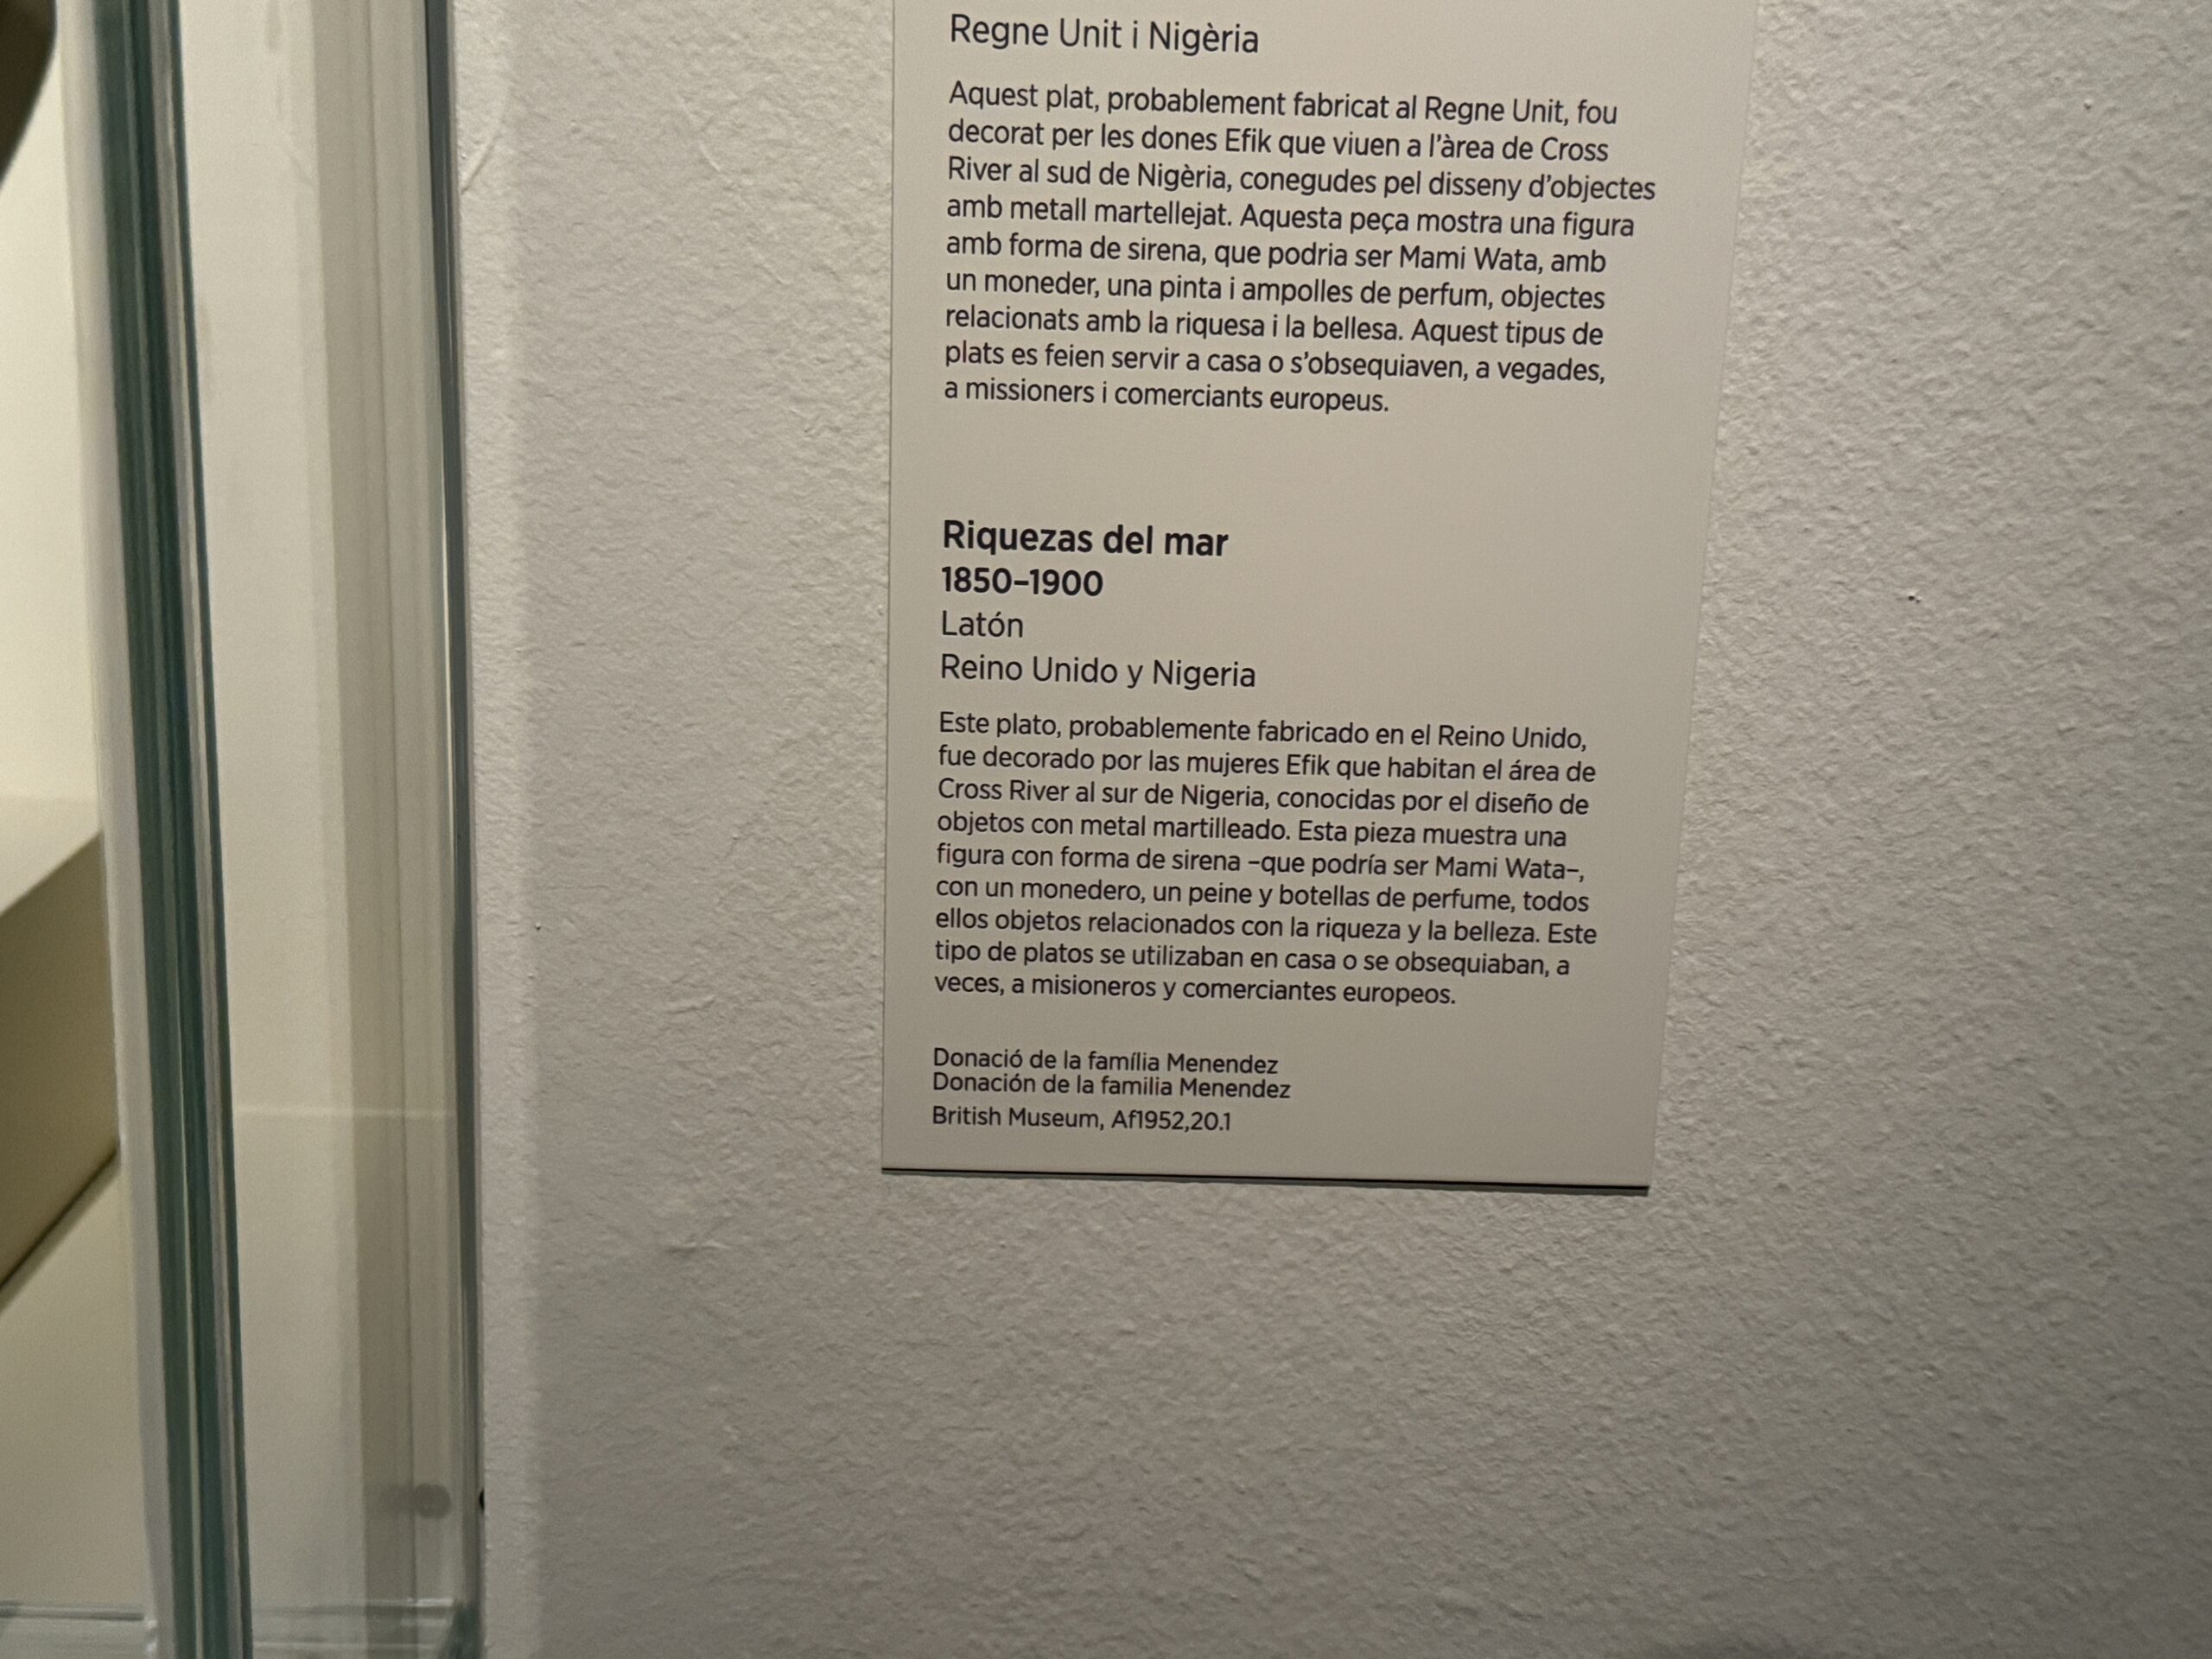 Regne Unit i Nigèria
Aquest plat, probablement fabricat al Regne Unit, fou
decorat per les dones Efik que viuen a l'àrea de Cross
River al sud de Nigèria, conegudes pel disseny d'objectes
amb metall martellejat. Aquesta peça mostra una figura
amb forma de sirena, que podria ser Mami Wata, amb
un moneder, una pinta i ampolles de perfum, objectes
relacionats amb la riquesa i la bellesa. Aquest tipus de
plats es feien servir a casa o s'obsequiaven, a vegades,
a missioners i comerciants europeus.
Riquezas del mar
1850–1900
Latón
Reino Unido y Nigeria
Este plato, probablemente fabricado en el Reino Unido,
fue decorado por las mujeres Efik que habitan el área de
Cross River al sur de Nigeria, conocidas por el diseño de
objetos con metal martilleado. Esta pieza muestra una
figura con forma de sirena –que podría ser Mami Wata–,
con un monedero, un peine y botellas de perfume, todos
ellos objetos relacionados con la riqueza y la belleza. Este
tipo de platos se utilizaban en casa o se obsequiaban, a
veces, a misioneros y comerciantes europeos.
Donació de la família Menendez
Donación de la familia Menendez
British Museum, Af1952,20.1